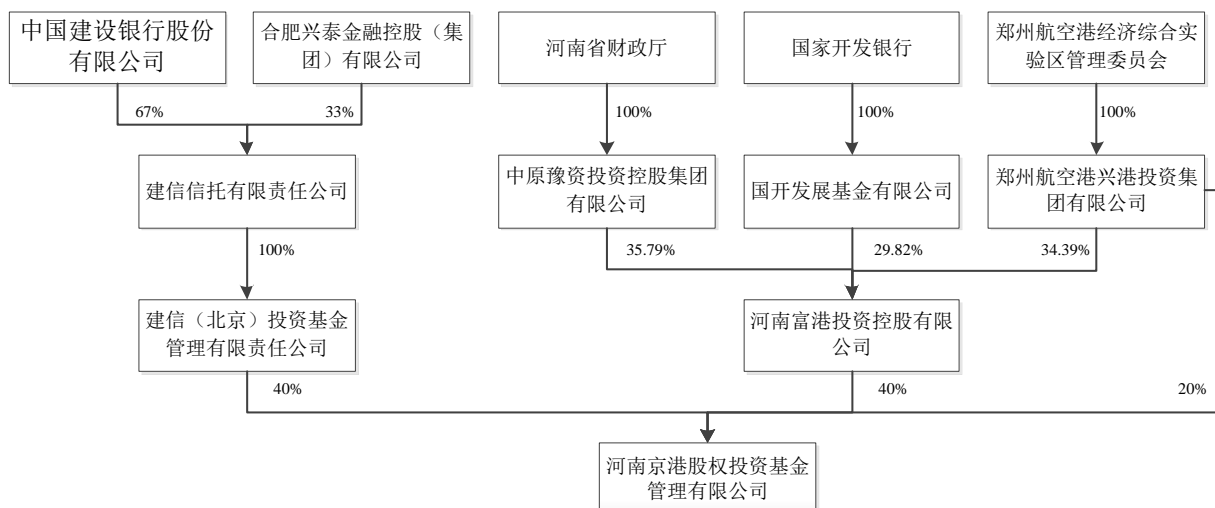 中国建设银行股份
有限公司
合肥兴泰金融控股（集
团）有限公司
河南省财政厅
国家开发银行
郑州航空港经济综合实
验区管理委员会
67%
33%
100%
100%
100%
建信信托有限责任公司
中原豫资投资控股集团
有限公司
国开发展基金有限公司
郑州航空港兴港投资集
团有限公司
100%
35.79%
29.82%
34.39%
建信（北京）投资基金
管理有限责任公司
河南富港投资控股有限
公司
40%
40%
20%
河南京港股权投资基金
管理有限公司